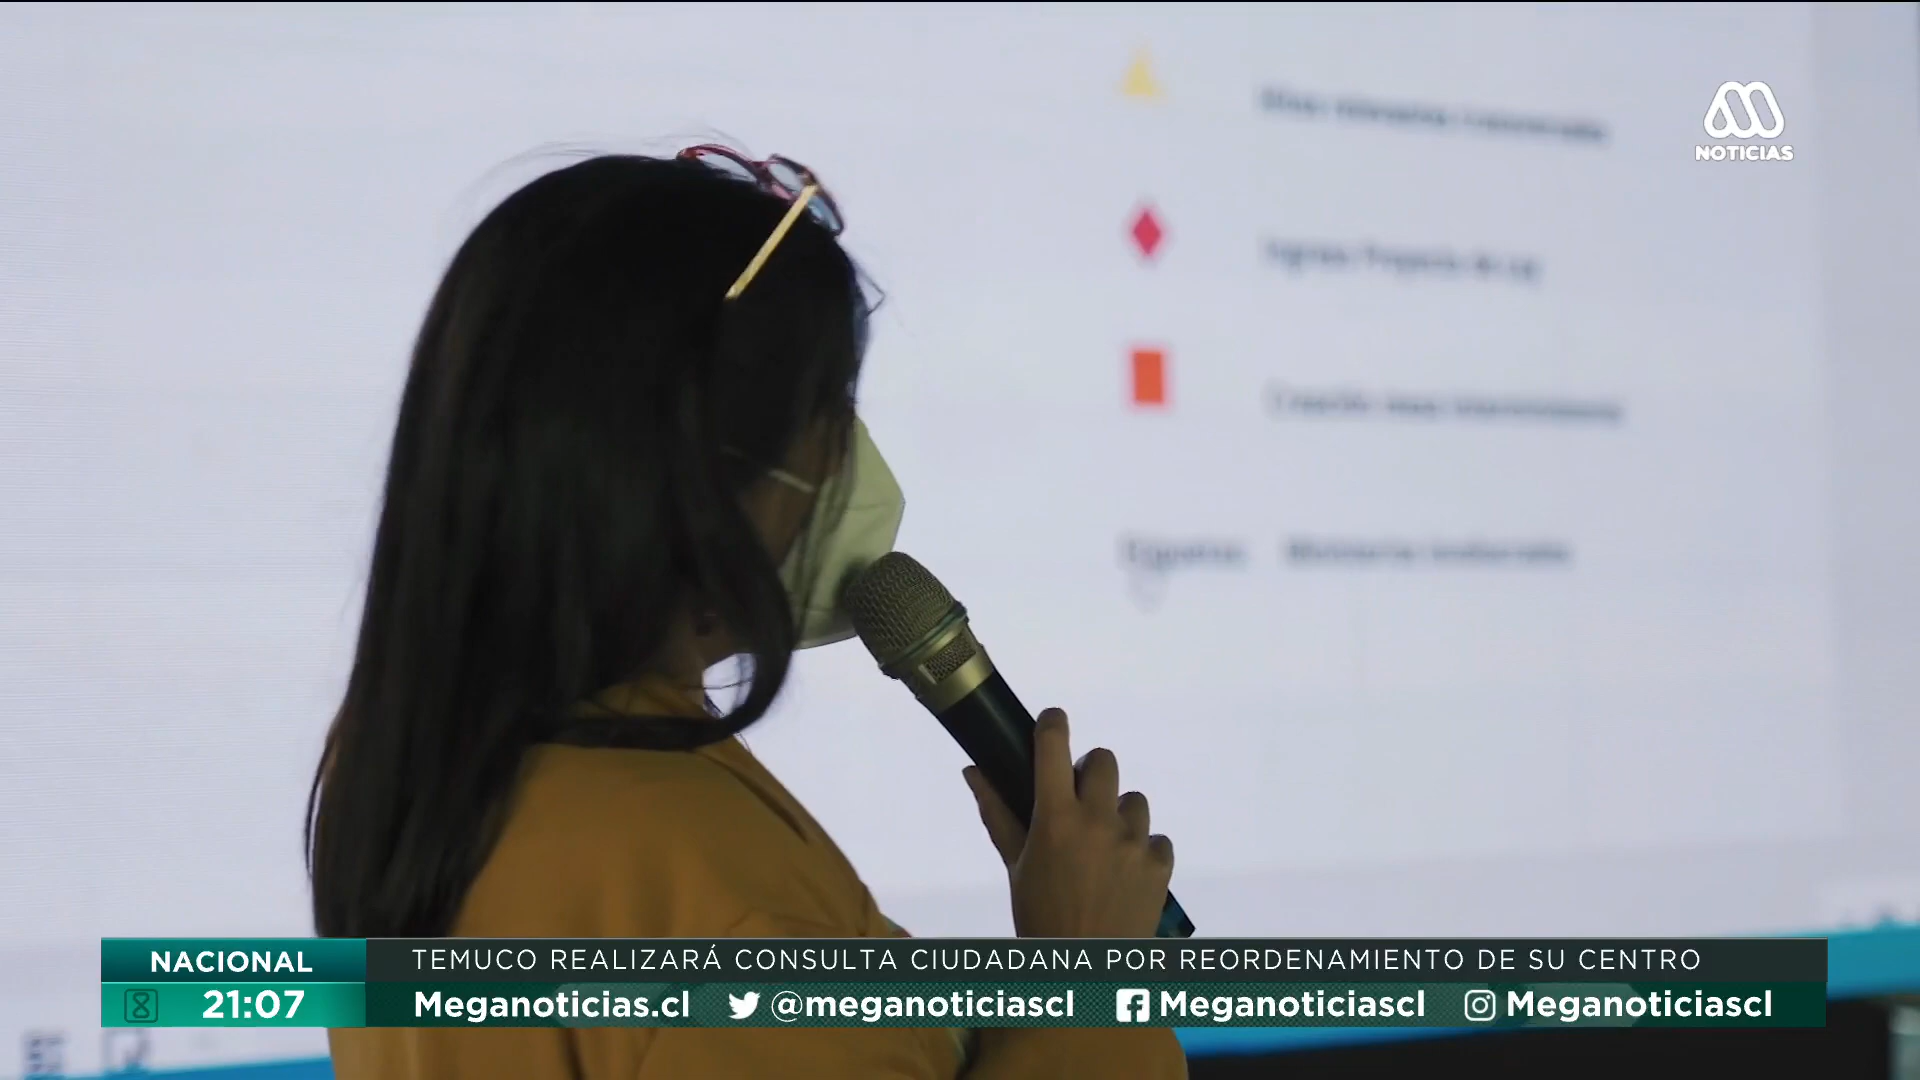 NOTICIAS
NACIONAL
TEMUCO REALIZARÁ CONSULTA CIUDADANA POR REORDENAMIENTO DE SU CENTRO
21:07
Meganoticias.cl @meganoticiascl Meganoticiascl Meganoticiascl